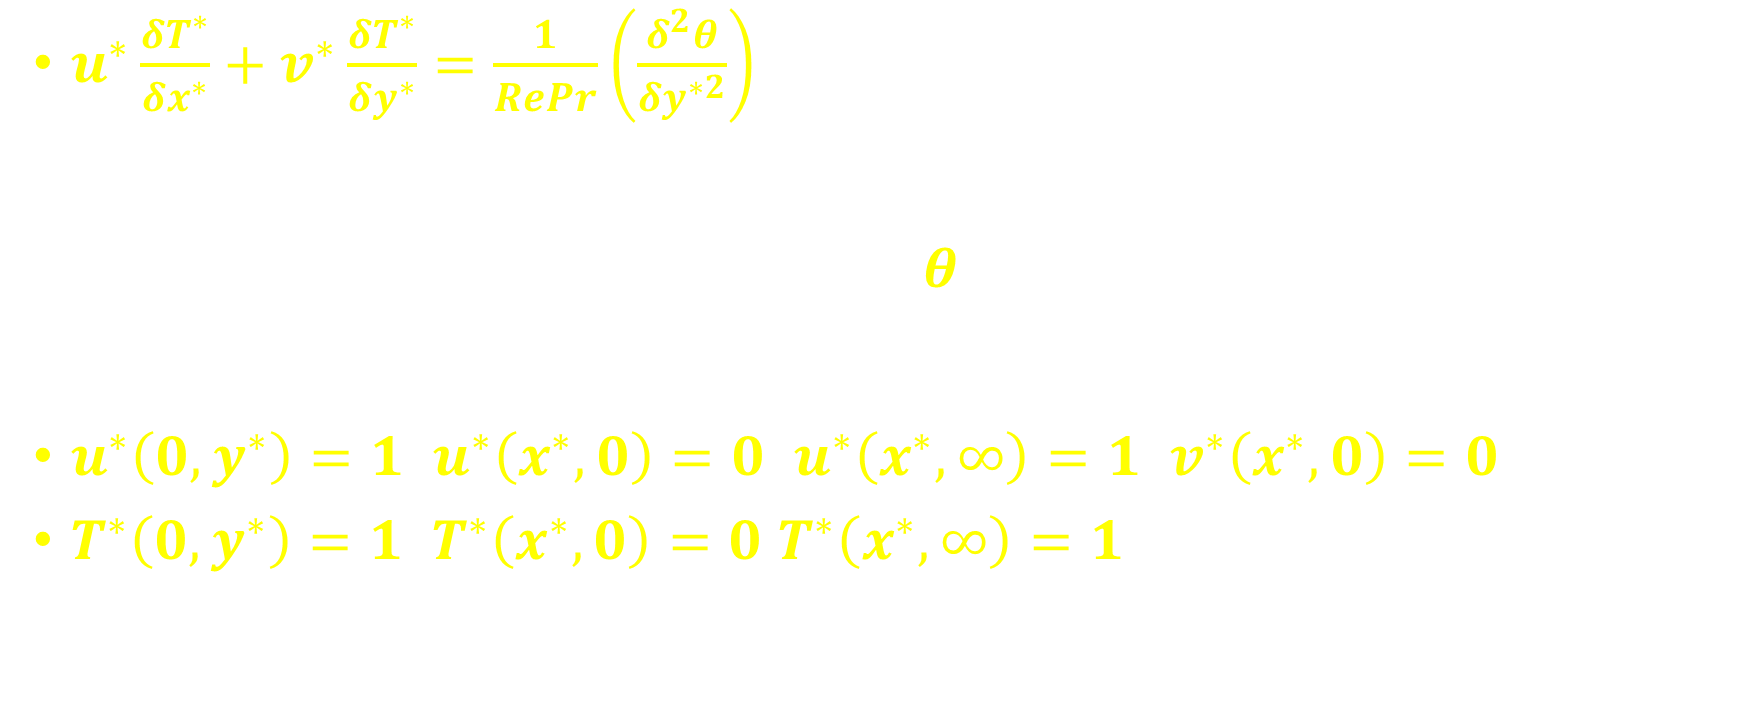 • u* δT*/δx* + v* δT*/δy* = 1/RePr (δ²θ/δy*²)
θ
• u*(0, y*) = 1 u*(x*, 0) = 0 u*(x*, ∞) = 1 v*(x*, 0) = 0
• T*(0, y*) = 1 T*(x*, 0) = 0 T*(x*, ∞) = 1